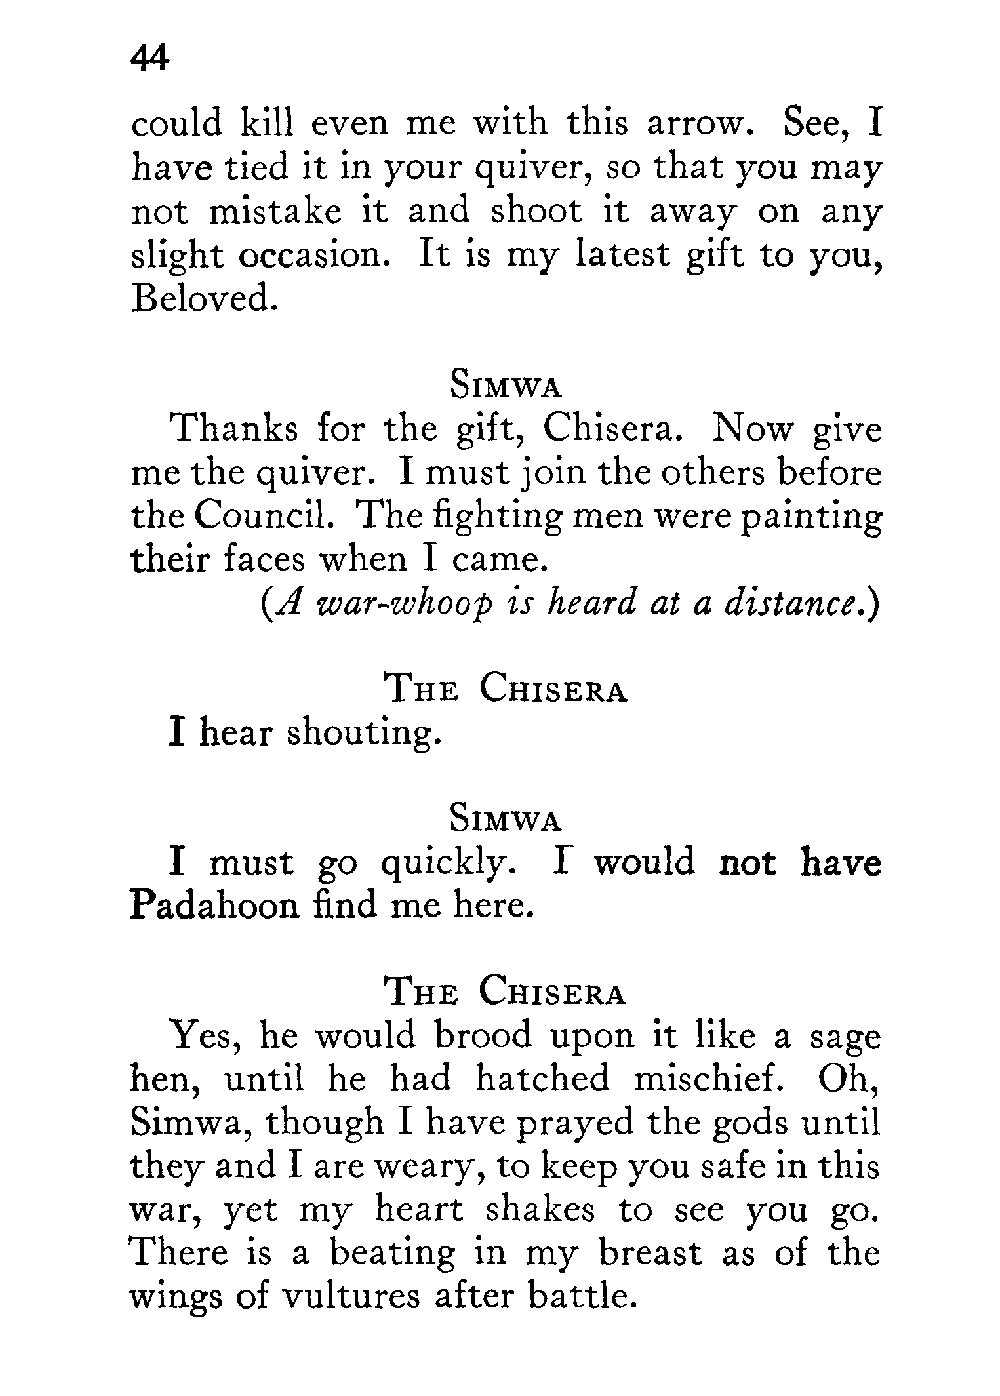 44
could kill even me with this arrow. See, I
have tied it in your quiver, so that you may
not mistake it and shoot it away on any
slight occasion. It is my latest gift to you,
Beloved.
SIMWA
Thanks for the gift, Chisera. Now give
me the quiver. I must join the others before
the Council. The fighting men were painting
their faces when I came.
(A war-whoop is heard at a distance.)
THE CHISERA
I hear shouting.
SIMWA
I must go quickly. I would not have
Padahoon find me here.
THE CHISERA
Yes, he would brood upon it like a sage
hen, until he had hatched mischief. Oh,
Simwa, though I have prayed the gods until
they and I are weary, to keep you safe in this
war, yet my heart shakes to see you go.
There is a beating in my breast as of the
wings of vultures after battle.